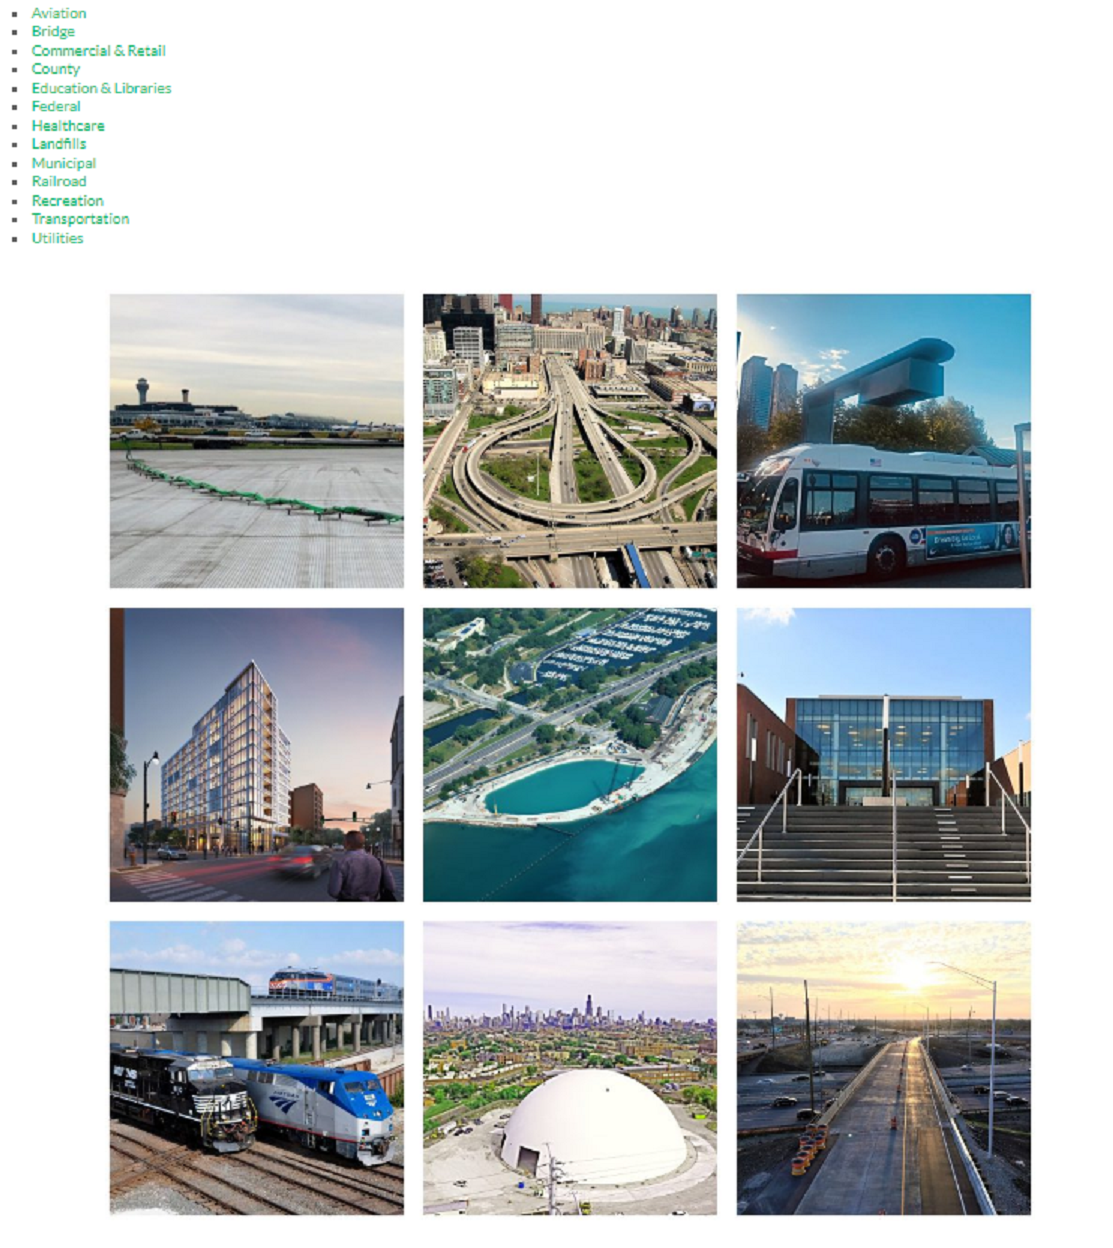 Aviation
Bridge
Commercial & Retail
County
Education & Libraries
Federal
Healthcare
Landfills
Municipal
Railroad
Recreation
Transportation
Utilities